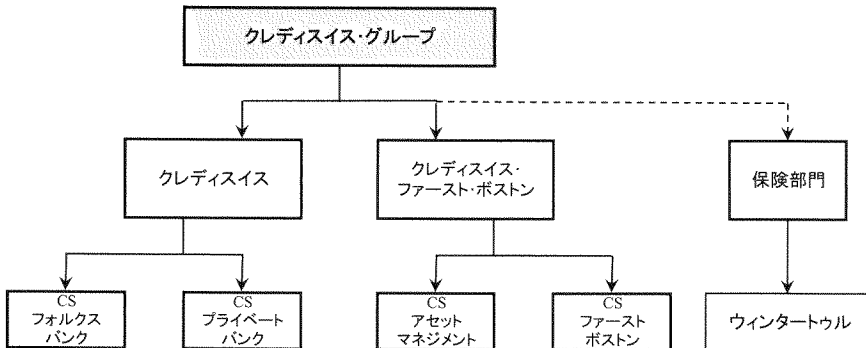 クレディスイス・グループ
クレディスイス
クレディスイス・
ファースト・ボストン
保険部門
CS
フォルクス
バンク
CS
プライベート
バンク
CS
アセット
マネジメント
CS
ファースト
ボストン
ウィンタートゥル